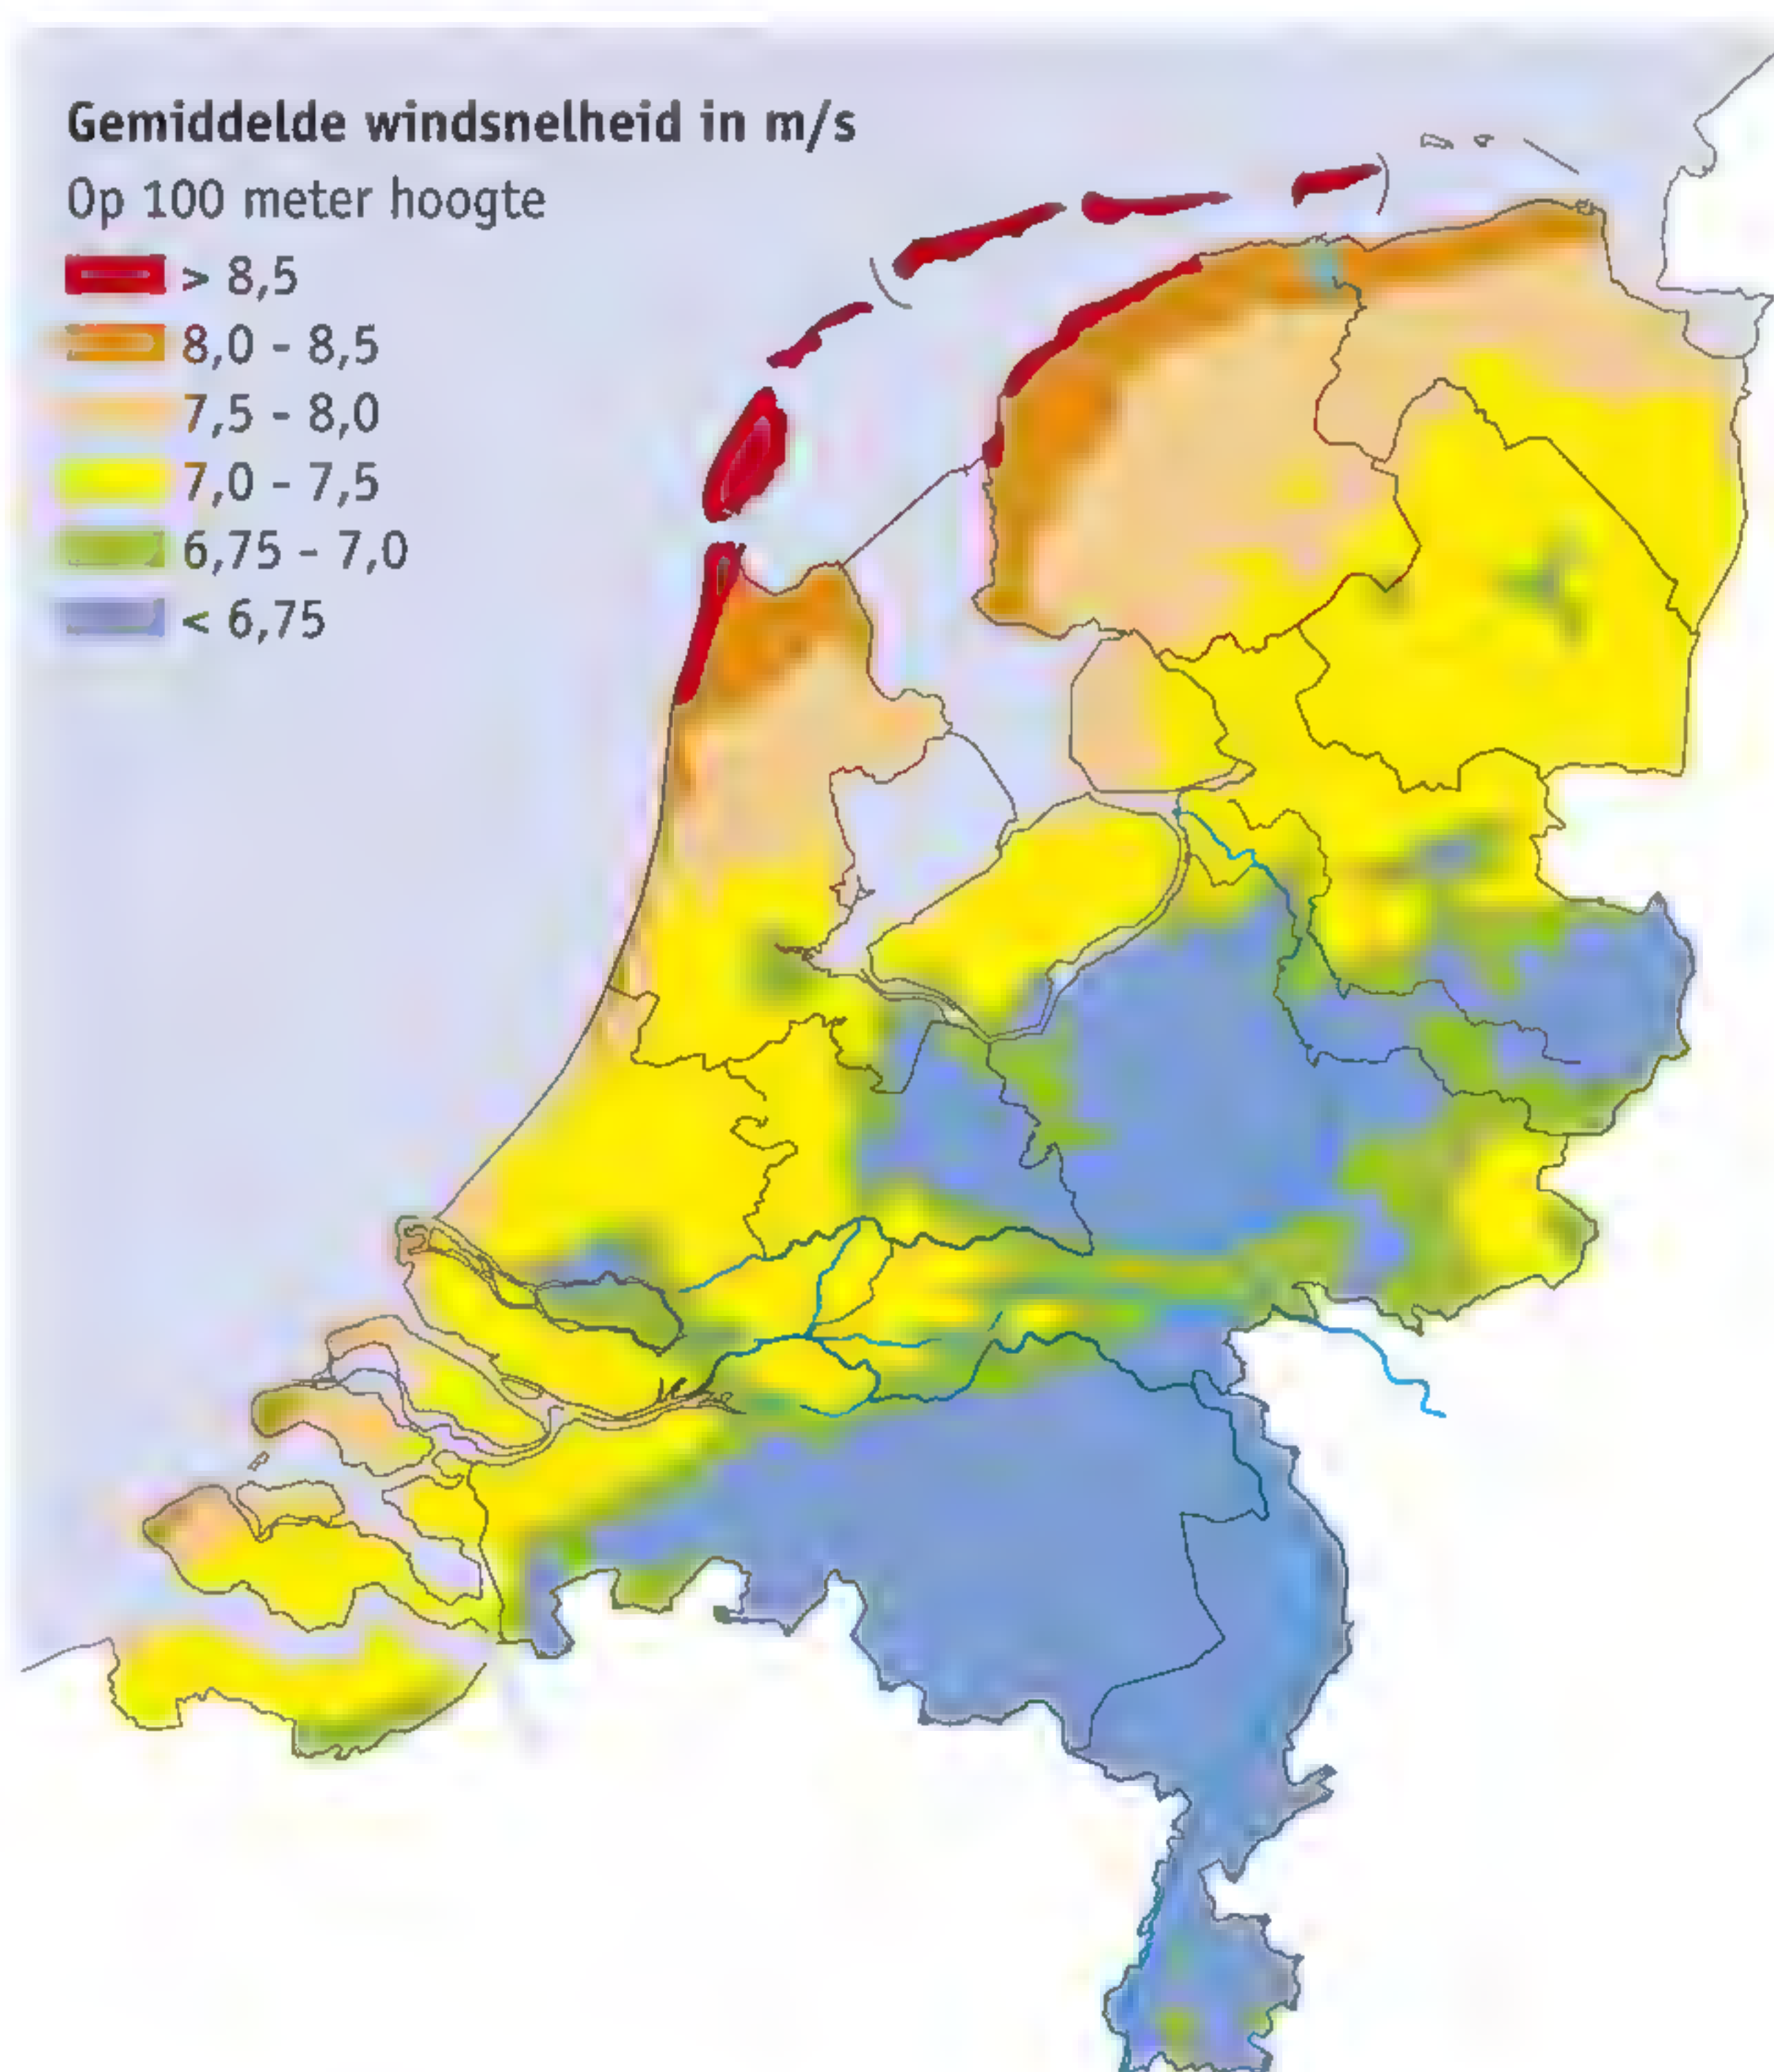 Gemiddelde windsnelheid in m/s
Op 100 meter hoogte
> 8,5
8,0 - 8,5
7,5 - 8,0
7,0 - 7,5
6,75 - 7,0
< 6,75